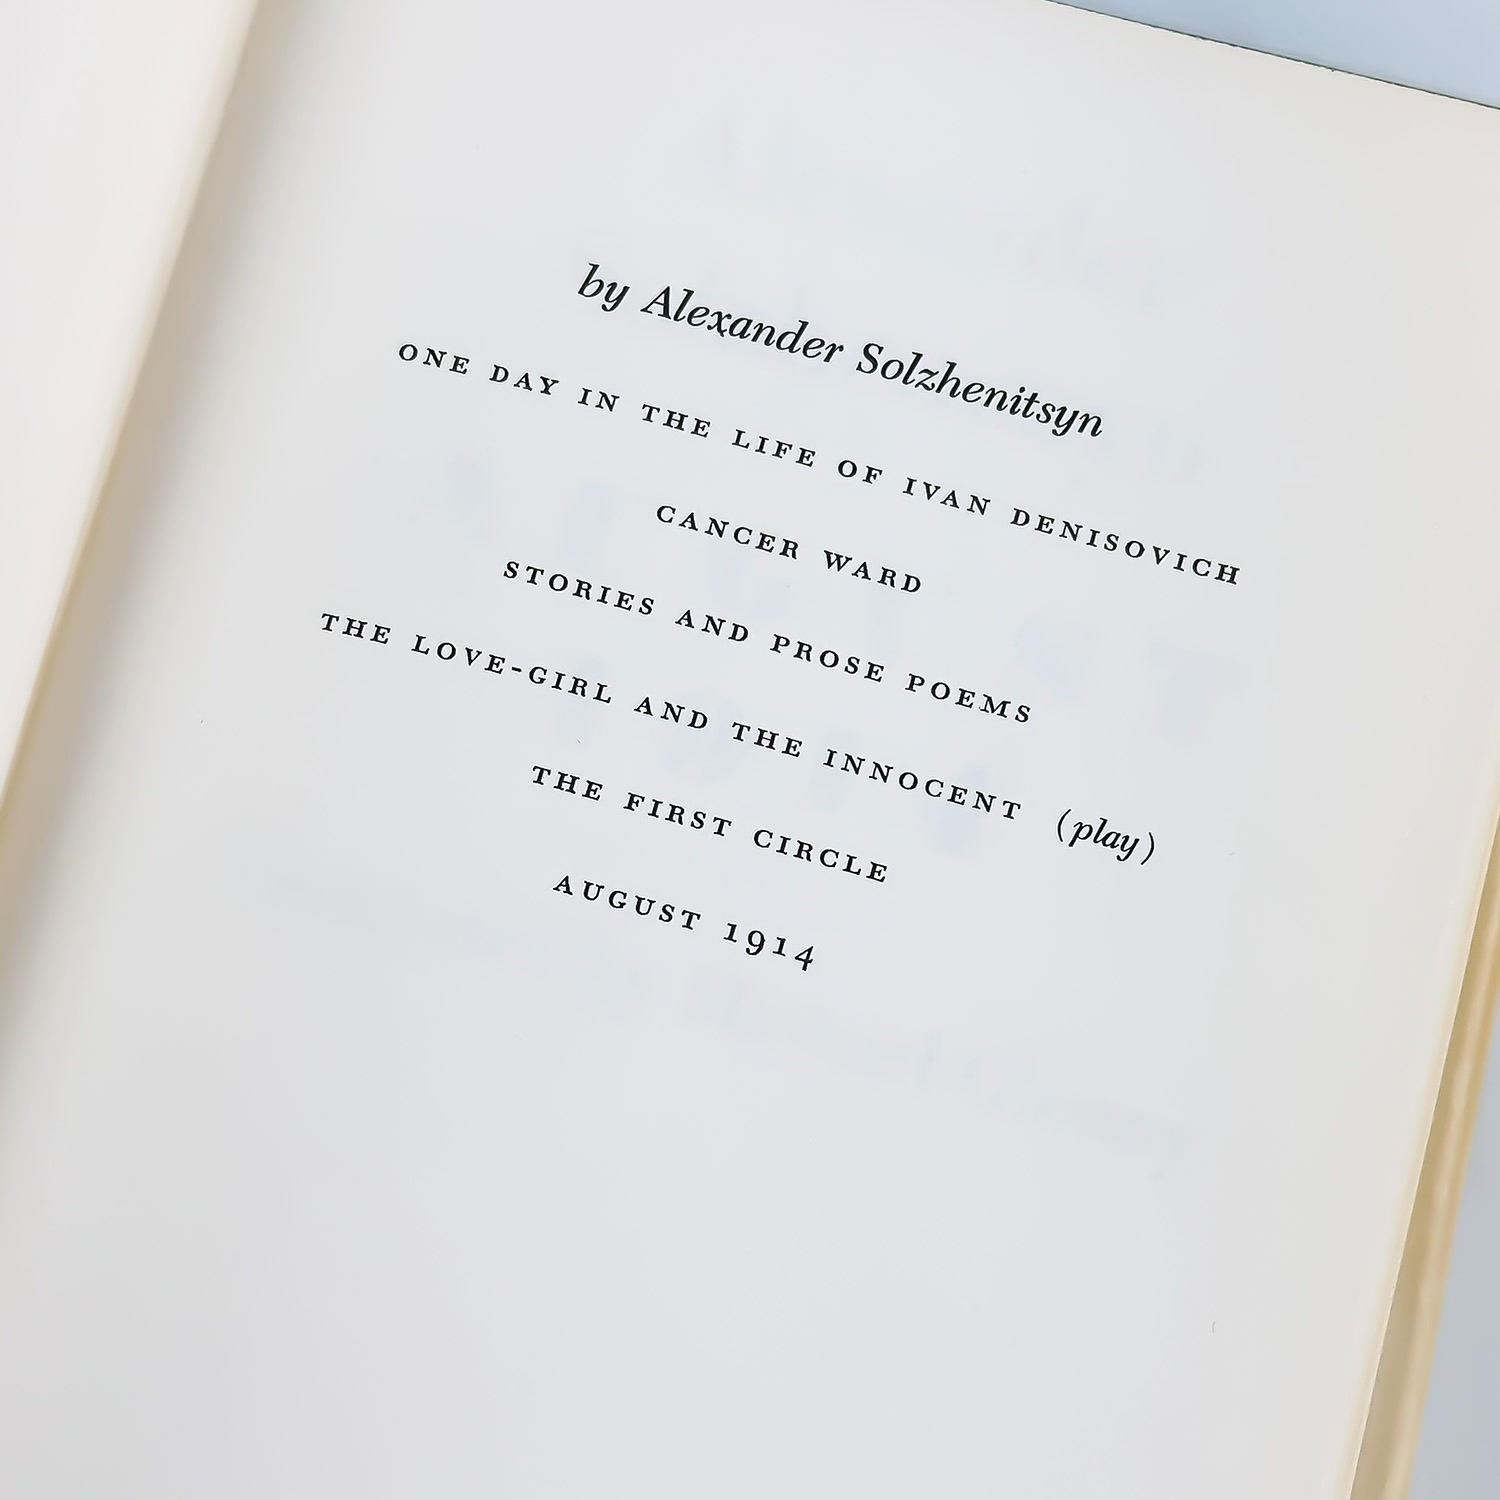 by Alexander Solzhenitsyn
ONE DAY IN THE LIFE OF IVAN DENISOVICH
CANCER WARD
STORIES AND PROSE POEMS
THE LOVE-GIRL AND THE INNOCENT (play)
THE FIRST CIRCLE
AUGUST 1914